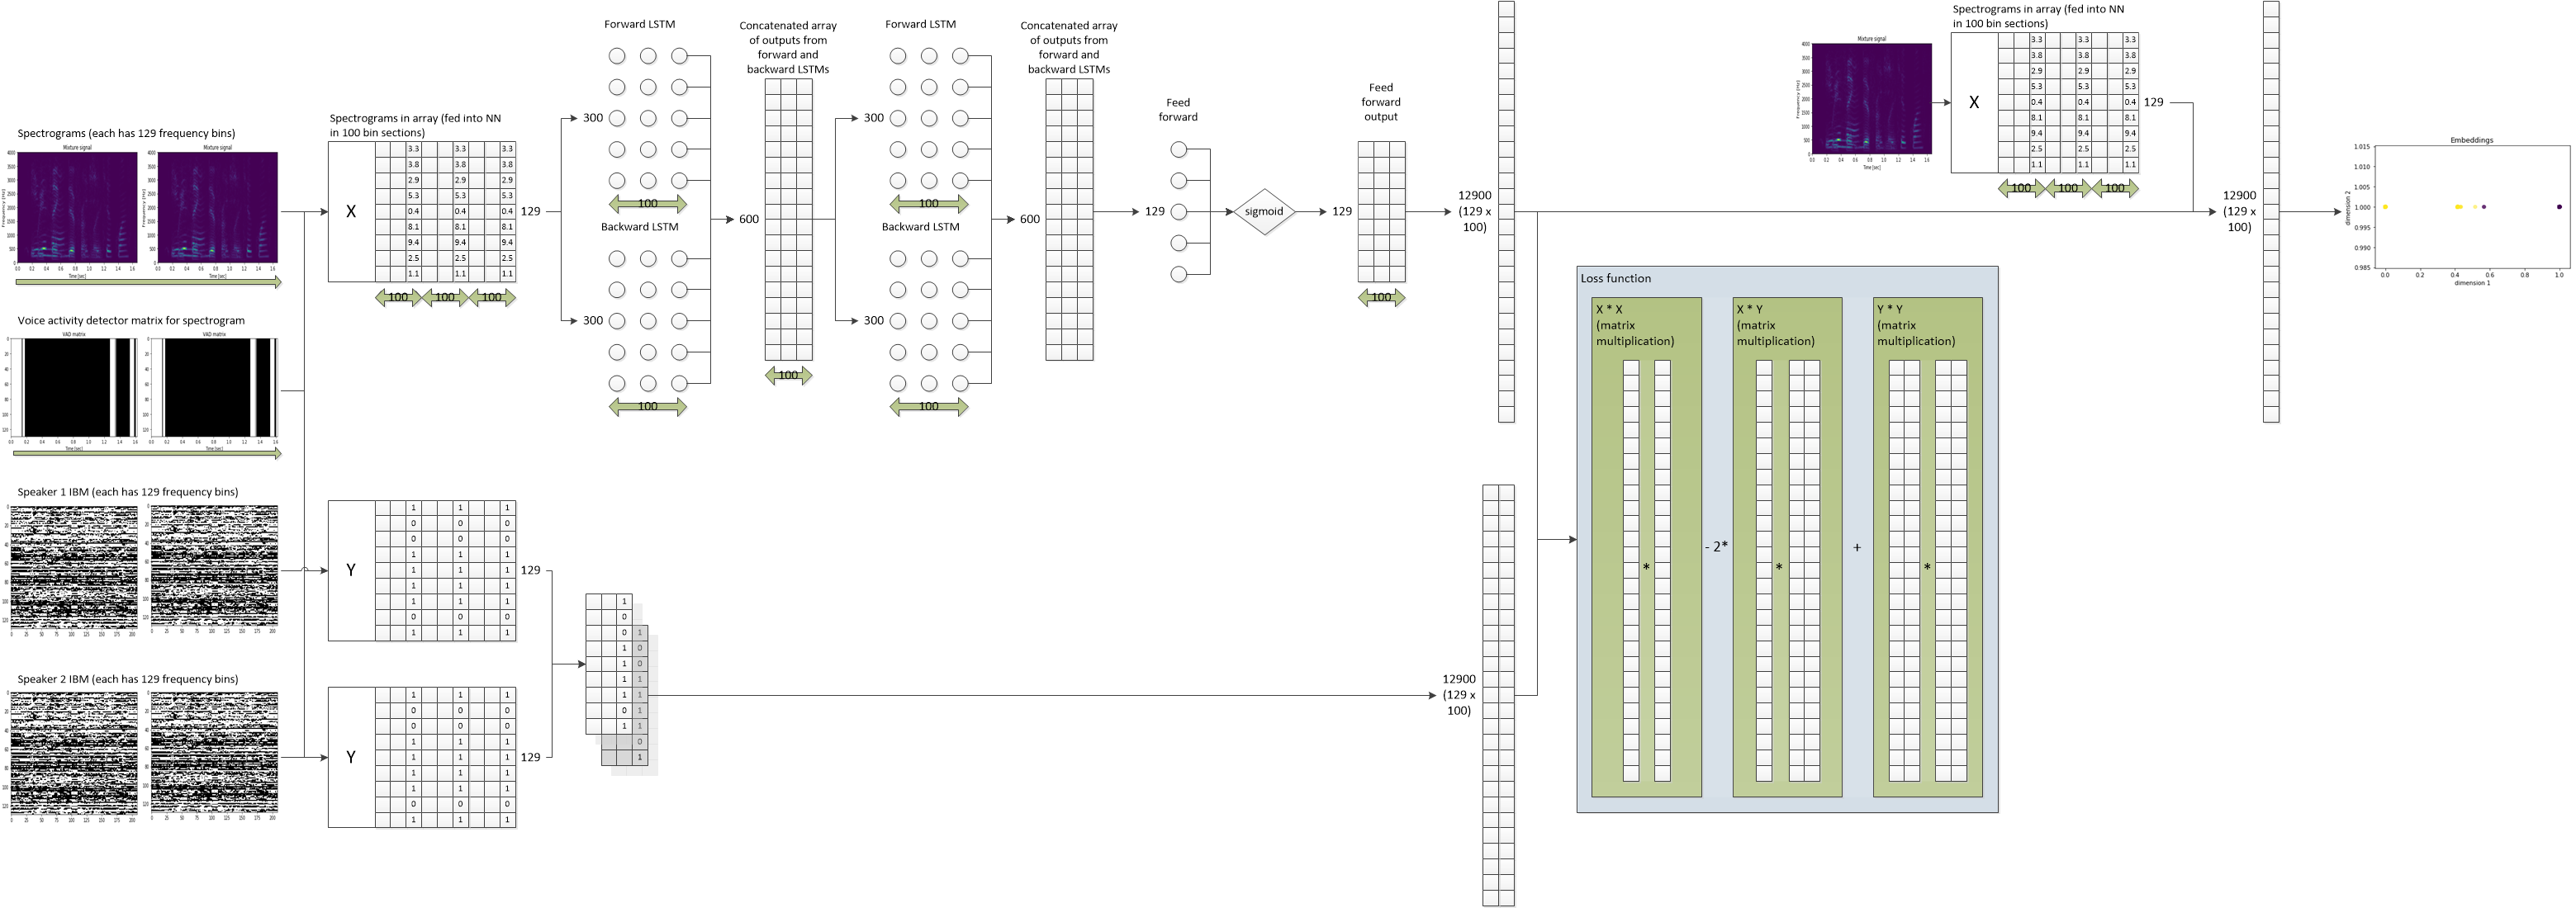 Spectrograms (each has 129 frequency bins)
Mixture signal
Mixture signal
Frequency [Hz]
Time [sec]
Time [sec]
Voice activity detector matrix for spectrogram
VAD matrix
VAD matrix
Time [sec]
Time [sec]
Speaker 1 IBM (each has 129 frequency bins)
Speaker 2 IBM (each has 129 frequency bins)
Spectrograms in array (fed into NN
in 100 bin sections)
X
3.3 3.3 3.3
3.8 3.8 3.8
2.9 2.9 2.9
5.3 5.3 5.3
0.4 0.4 0.4
8.1 8.1 8.1
9.4 9.4 9.4
2.5 2.5 2.5
1.1 1.1 1.1
100 100 100
129
Y
1 1 1
0 0 0
0 0 0
1 1 1
1 1 1
1 1 1
1 1 1
0 0 0
1 1 1
129
Y
1 1 1
0 0 0
0 0 0
1 1 1
1 1 1
1 1 1
1 1 1
0 0 0
1 1 1
129
1
0
0 1
1 0
1 0
1 1
1 1
0 1
1 1
0
1
Forward LSTM
300
100
Backward LSTM
300
100
Concatenated array
of outputs from
forward and
backward LSTMs
600
100
Forward LSTM
300
100
Backward LSTM
300
100
Concatenated array
of outputs from
forward and
backward LSTMs
600
Feed
forward
129
sigmoid
Feed
forward
output
129
100
12900
(129 x
100)
12900
(129 x
100)
Loss function
X * X
(matrix
multiplication)
*
- 2*
X * Y
(matrix
multiplication)
*
+
Y * Y
(matrix
multiplication)
*
Mixture signal
Frequency [Hz]
Time [sec]
Spectrograms in array (fed into NN
in 100 bin sections)
X
3.3 3.3 3.3
3.8 3.8 3.8
2.9 2.9 2.9
5.3 5.3 5.3
0.4 0.4 0.4
8.1 8.1 8.1
9.4 9.4 9.4
2.5 2.5 2.5
1.1 1.1 1.1
100 100 100
129
12900
(129 x
100)
Embeddings
1.015
1.010
1.005
1.000
0.995
0.990
0.985
dimension 2
0.0 0.2 0.4 0.6 0.8 1.0
dimension 1